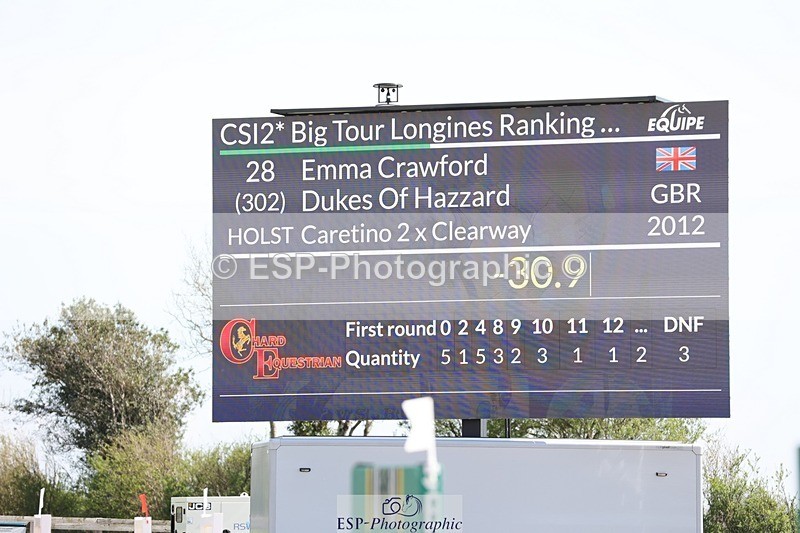 CSI2* Big Tour Longines Ranking ...
EQUIPE
28 Emma Crawford
(302) Dukes Of Hazzard GBR
HOLST Caretino 2 x Clearway 2012
© ESP-Photographic
-30.9
CHARD EQUESTRIAN
First round 0 2 4 8 9 10 11 12 ... DNF
Quantity 5 1 5 3 2 3 1 1 2 3
JCB
ESP-Photographic